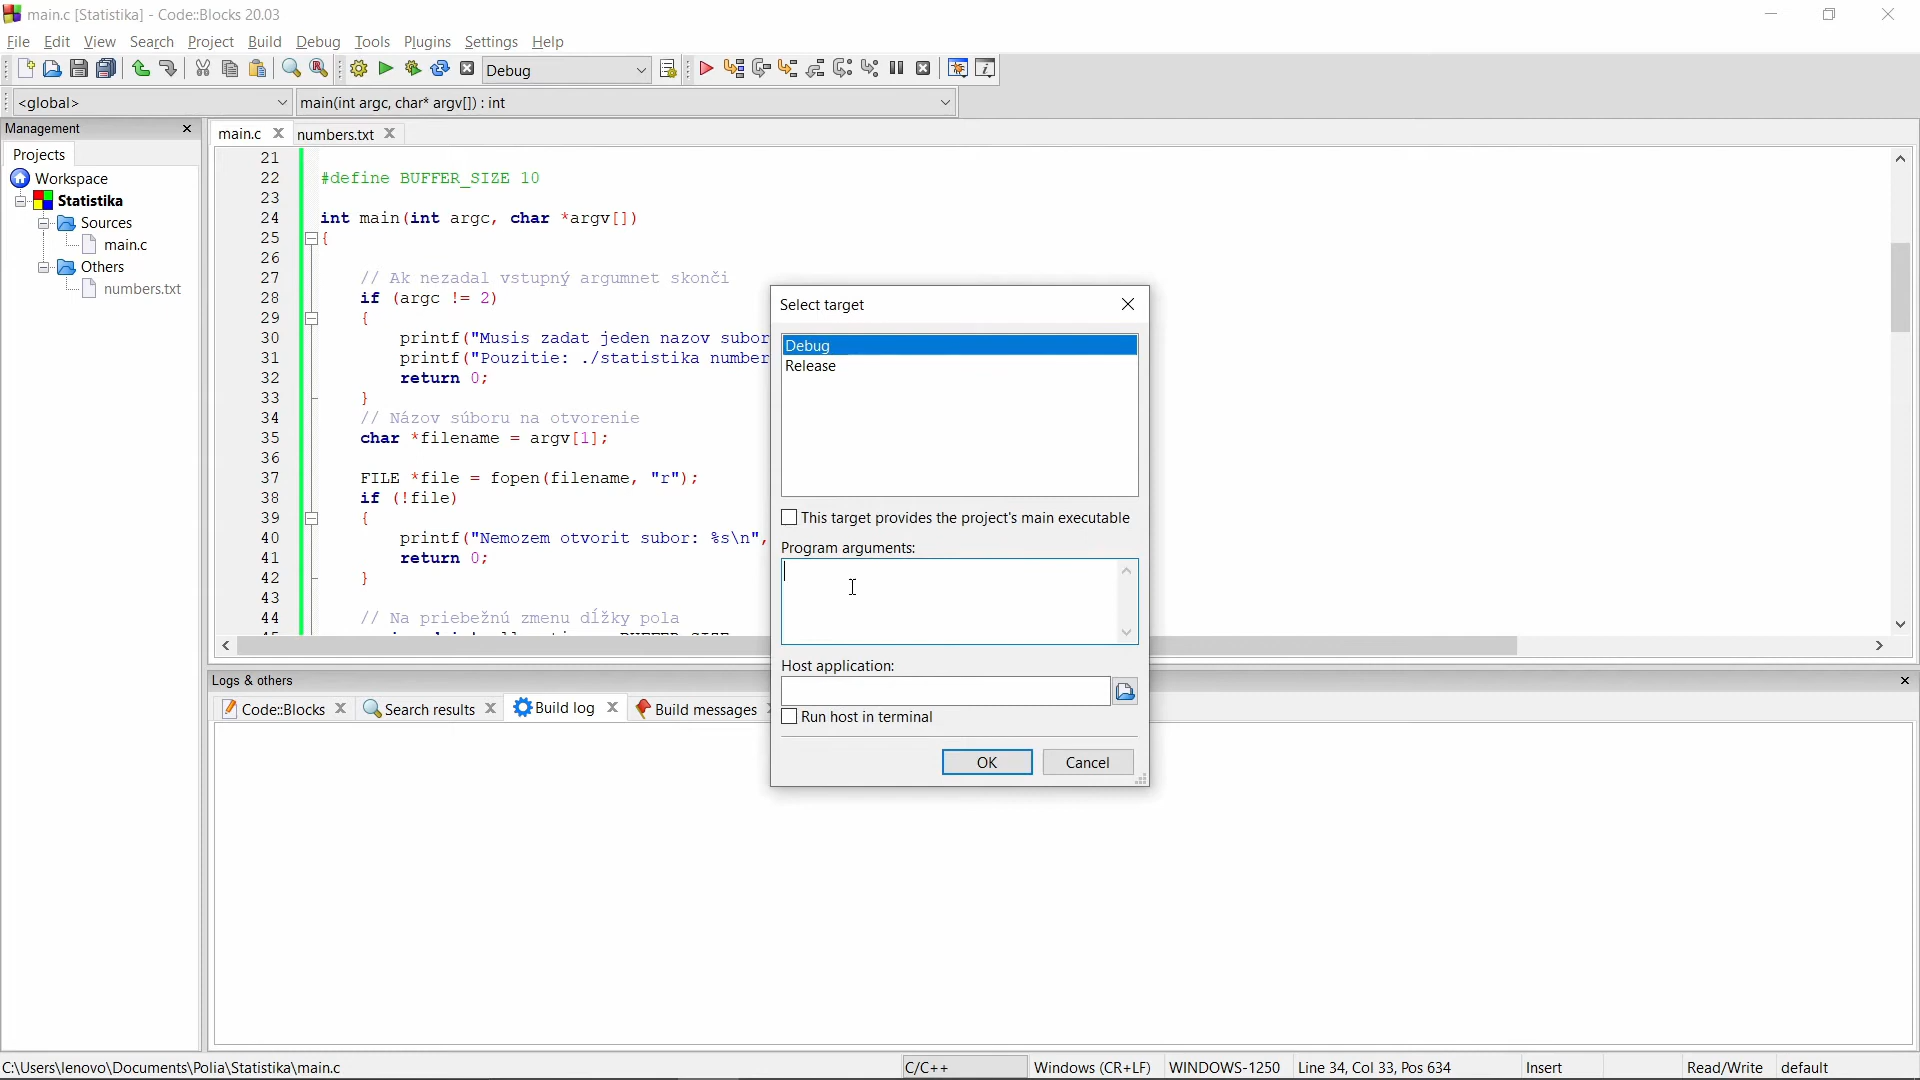 main.c [Statistika] - Code::Blocks 20.03
File Edit View Search Project Build Debug Tools Plugins Settings Help
Debug
<global>
main(int argc, char* argv[]) : int
Management
main.c
numbers.txt
Projects
Workspace
Statistika
Sources
main.c
Others
numbers.txt
21
22 #define BUFFER_SIZE 10
23
24 int main(int argc, char *argv[])
25 {
26
27 // Ak nezadal vstupný argumnet skonči
28 if (argc != 2)
29 {
30 printf("Musis zadat jeden nazov subor
31 printf("Pouzitie: ./statistika number
32 return 0;
33 }
34 // Názov súboru na otvorenie
35 char *filename = argv[1];
36
37 FILE *file = fopen(filename, "r");
38 if (!file)
39 {
40 printf("Nemozem otvorit subor: %s\n",
41 return 0;
42 }
43
44 // Na priebežnú zmenu dĺžky pola
Select target
Debug
Release
This target provides the project's main executable
Program arguments:
Host application:
Run host in terminal
OK
Cancel
Logs & others
Code::Blocks
Search results
Build log
Build messages
C:\Users\lenovo\Documents\Polia\Statistika\main.c
C/C++
Windows (CR+LF)
WINDOWS-1250
Line 34, Col 33, Pos 634
Insert
Read/Write
default